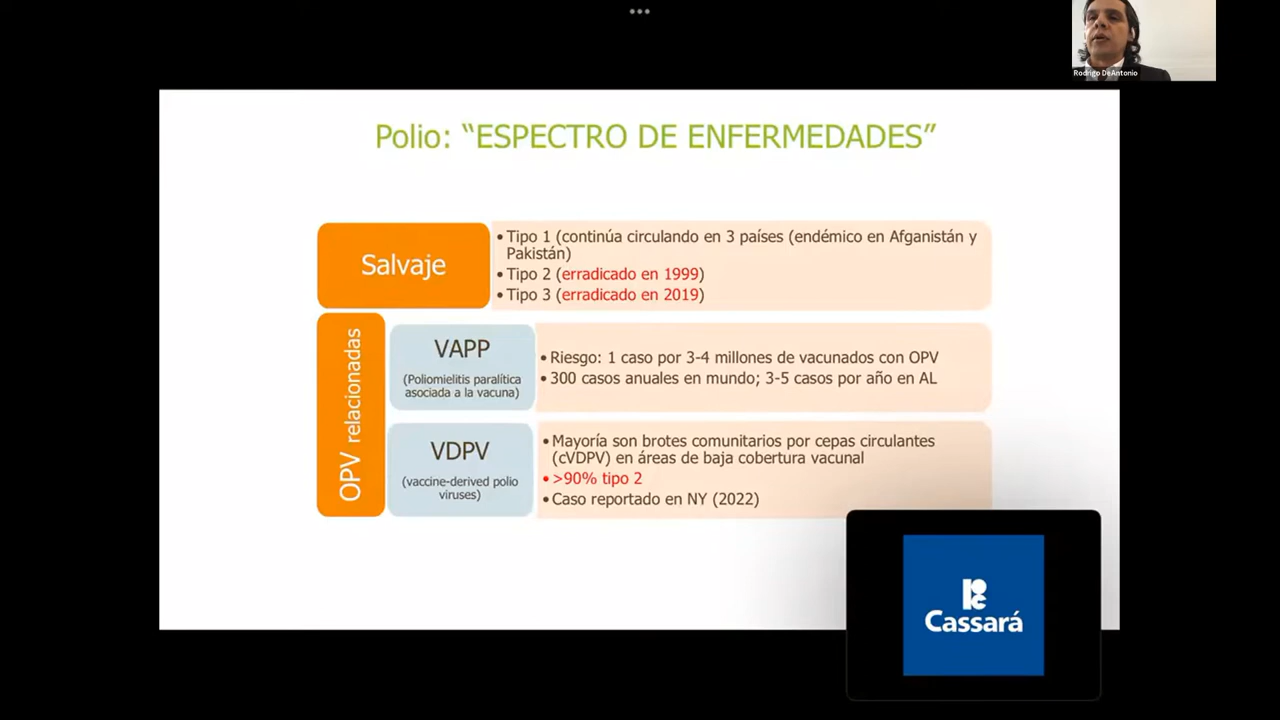 Rodrigo DeAntonio
Polio: “ESPECTRO DE ENFERMEDADES”
Salvaje
• Tipo 1 (continúa circulando en 3 países (endémico en Afganistán y
Pakistán)
• Tipo 2 (erradicado en 1999)
• Tipo 3 (erradicado en 2019)
OPV relacionadas
VAPP
(Poliomielitis paralítica
asociada a la vacuna)
• Riesgo: 1 caso por 3-4 millones de vacunados con OPV
• 300 casos anuales en mundo; 3-5 casos por año en AL
VDPV
(vaccine-derived polio
viruses)
• Mayoría son brotes comunitarios por cepas circulantes
(cVDPV) en áreas de baja cobertura vacunal
• >90% tipo 2
• Caso reportado en NY (2022)
Cassará